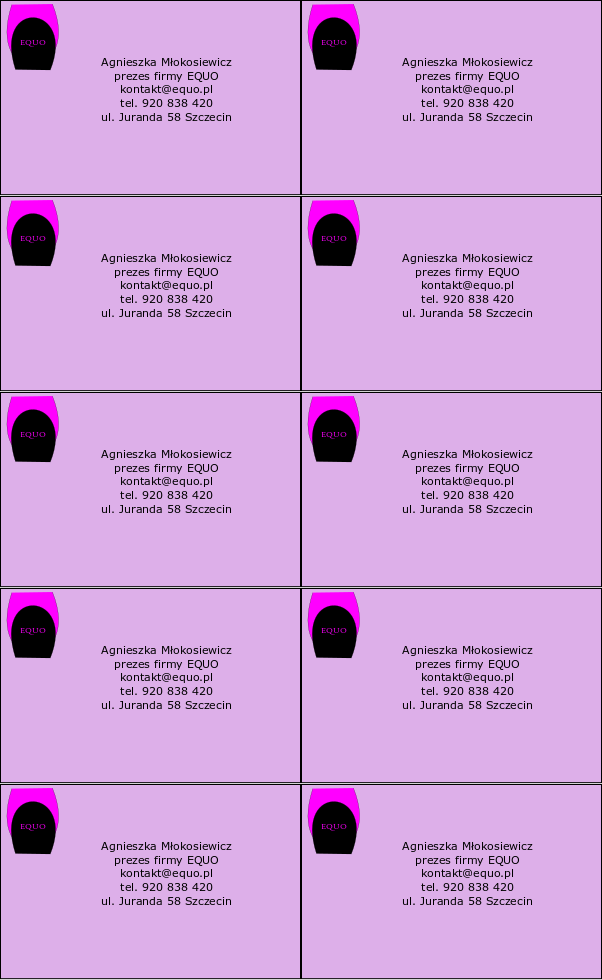 EQUO
Agnieszka Młokosiewicz
prezes firmy EQUO
kontakt@equo.pl
tel. 920 838 420
ul. Juranda 58 Szczecin
EQUO
Agnieszka Młokosiewicz
prezes firmy EQUO
kontakt@equo.pl
tel. 920 838 420
ul. Juranda 58 Szczecin
EQUO
Agnieszka Młokosiewicz
prezes firmy EQUO
kontakt@equo.pl
tel. 920 838 420
ul. Juranda 58 Szczecin
EQUO
Agnieszka Młokosiewicz
prezes firmy EQUO
kontakt@equo.pl
tel. 920 838 420
ul. Juranda 58 Szczecin
EQUO
Agnieszka Młokosiewicz
prezes firmy EQUO
kontakt@equo.pl
tel. 920 838 420
ul. Juranda 58 Szczecin
EQUO
Agnieszka Młokosiewicz
prezes firmy EQUO
kontakt@equo.pl
tel. 920 838 420
ul. Juranda 58 Szczecin
EQUO
Agnieszka Młokosiewicz
prezes firmy EQUO
kontakt@equo.pl
tel. 920 838 420
ul. Juranda 58 Szczecin
EQUO
Agnieszka Młokosiewicz
prezes firmy EQUO
kontakt@equo.pl
tel. 920 838 420
ul. Juranda 58 Szczecin
EQUO
Agnieszka Młokosiewicz
prezes firmy EQUO
kontakt@equo.pl
tel. 920 838 420
ul. Juranda 58 Szczecin
EQUO
Agnieszka Młokosiewicz
prezes firmy EQUO
kontakt@equo.pl
tel. 920 838 420
ul. Juranda 58 Szczecin